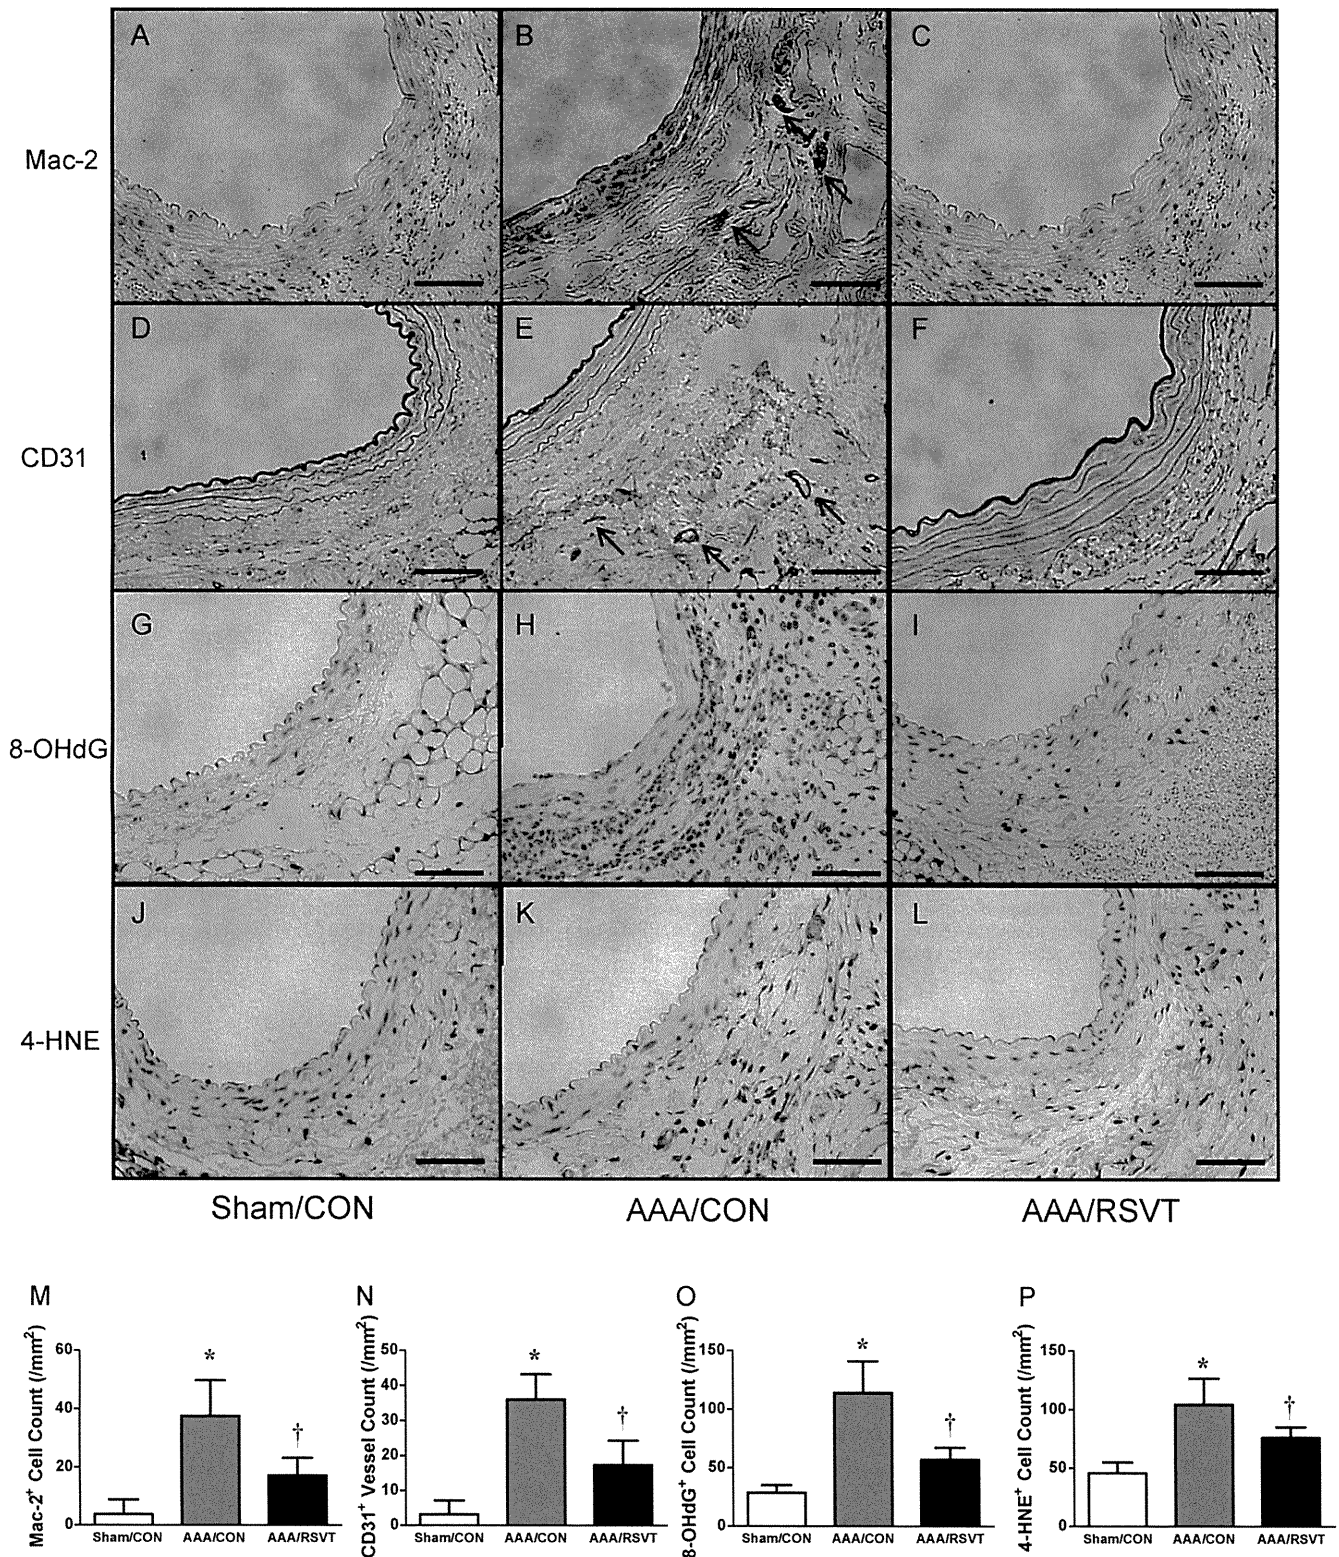 A
B
C
Mac-2
D
E
F
CD31
G
H
I
8-OHdG
J
K
L
4-HNE
Sham/CON
AAA/CON
AAA/RSVT
M
Mac-2⁺ Cell Count (/mm²)
60
40
20
0
*
†
Sham/CON
AAA/CON
AAA/RSVT
N
CD31⁺ Vessel Count (/mm²)
50
40
30
20
10
0
*
†
Sham/CON
AAA/CON
AAA/RSVT
O
8-OHdG⁺ Cell Count (/mm²)
150
100
50
0
*
†
Sham/CON
AAA/CON
AAA/RSVT
P
4-HNE⁺ Cell Count (/mm²)
150
100
50
0
*
†
Sham/CON
AAA/CON
AAA/RSVT